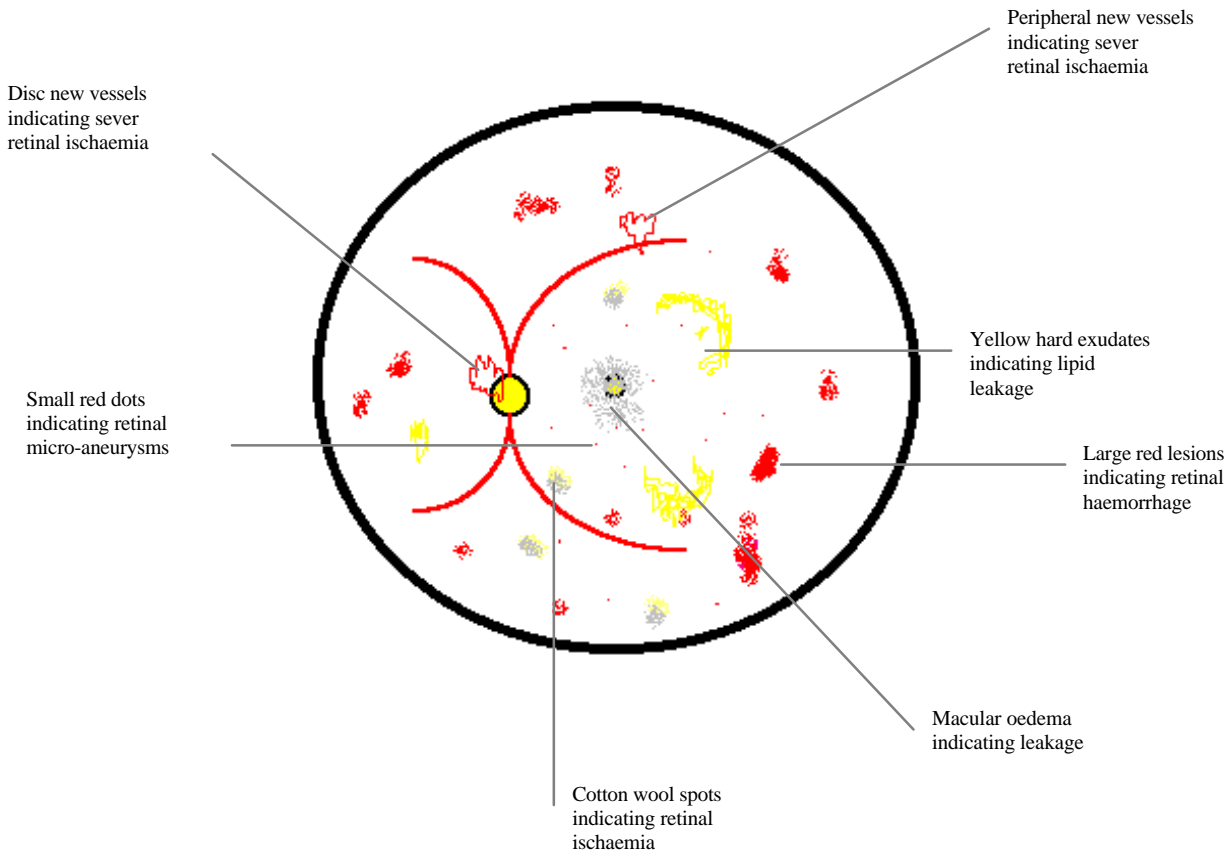 Peripheral new vessels
indicating sever
retinal ischaemia
Disc new vessels
indicating sever
retinal ischaemia
Yellow hard exudates
indicating lipid
leakage
Small red dots
indicating retinal
micro-aneurysms
Large red lesions
indicating retinal
haemorrhage
Macular oedema
indicating leakage
Cotton wool spots
indicating retinal
ischaemia